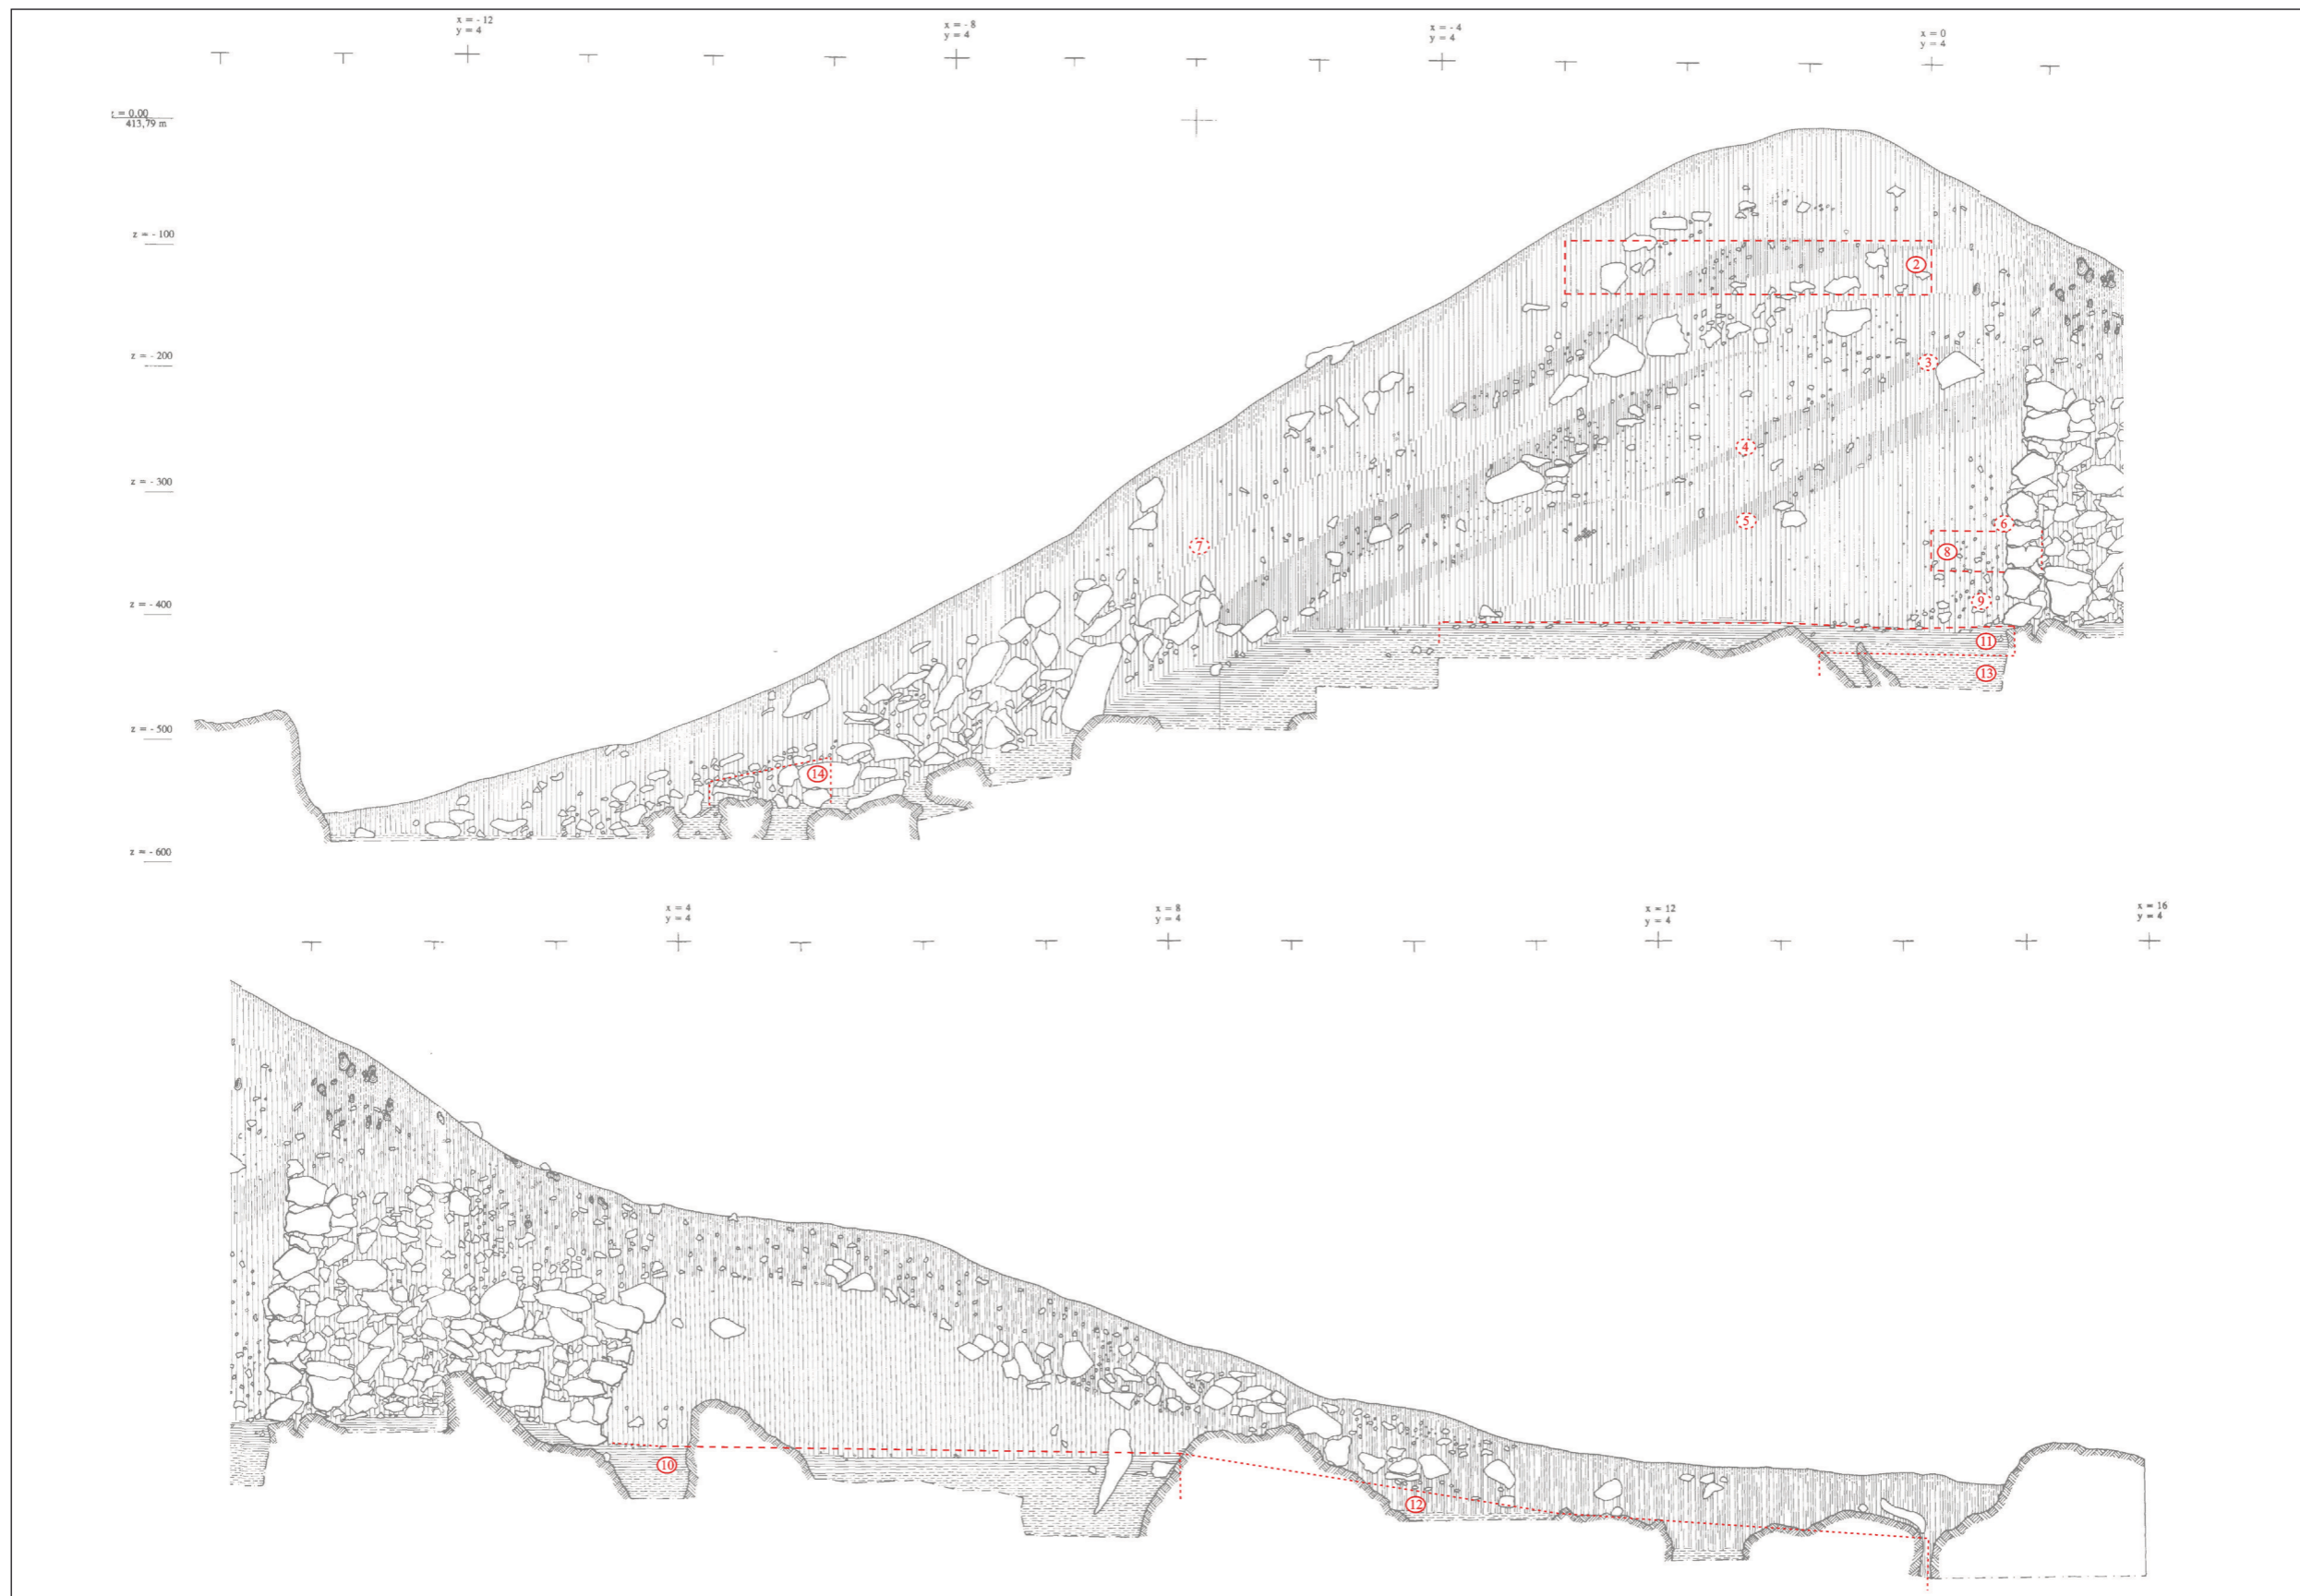 x = - 12
y = 4
x = - 8
y = 4
x = - 4
y = 4
x = 0
y = 4
z = 0.00
413,79 m
z = - 100
2
z = - 200
3
4
z = - 300
5
6
7
8
z = - 400
9
11
13
z = - 500
14
z = - 600
x = 4
y = 4
x = 8
y = 4
x = 12
y = 4
x = 16
y = 4
10
12